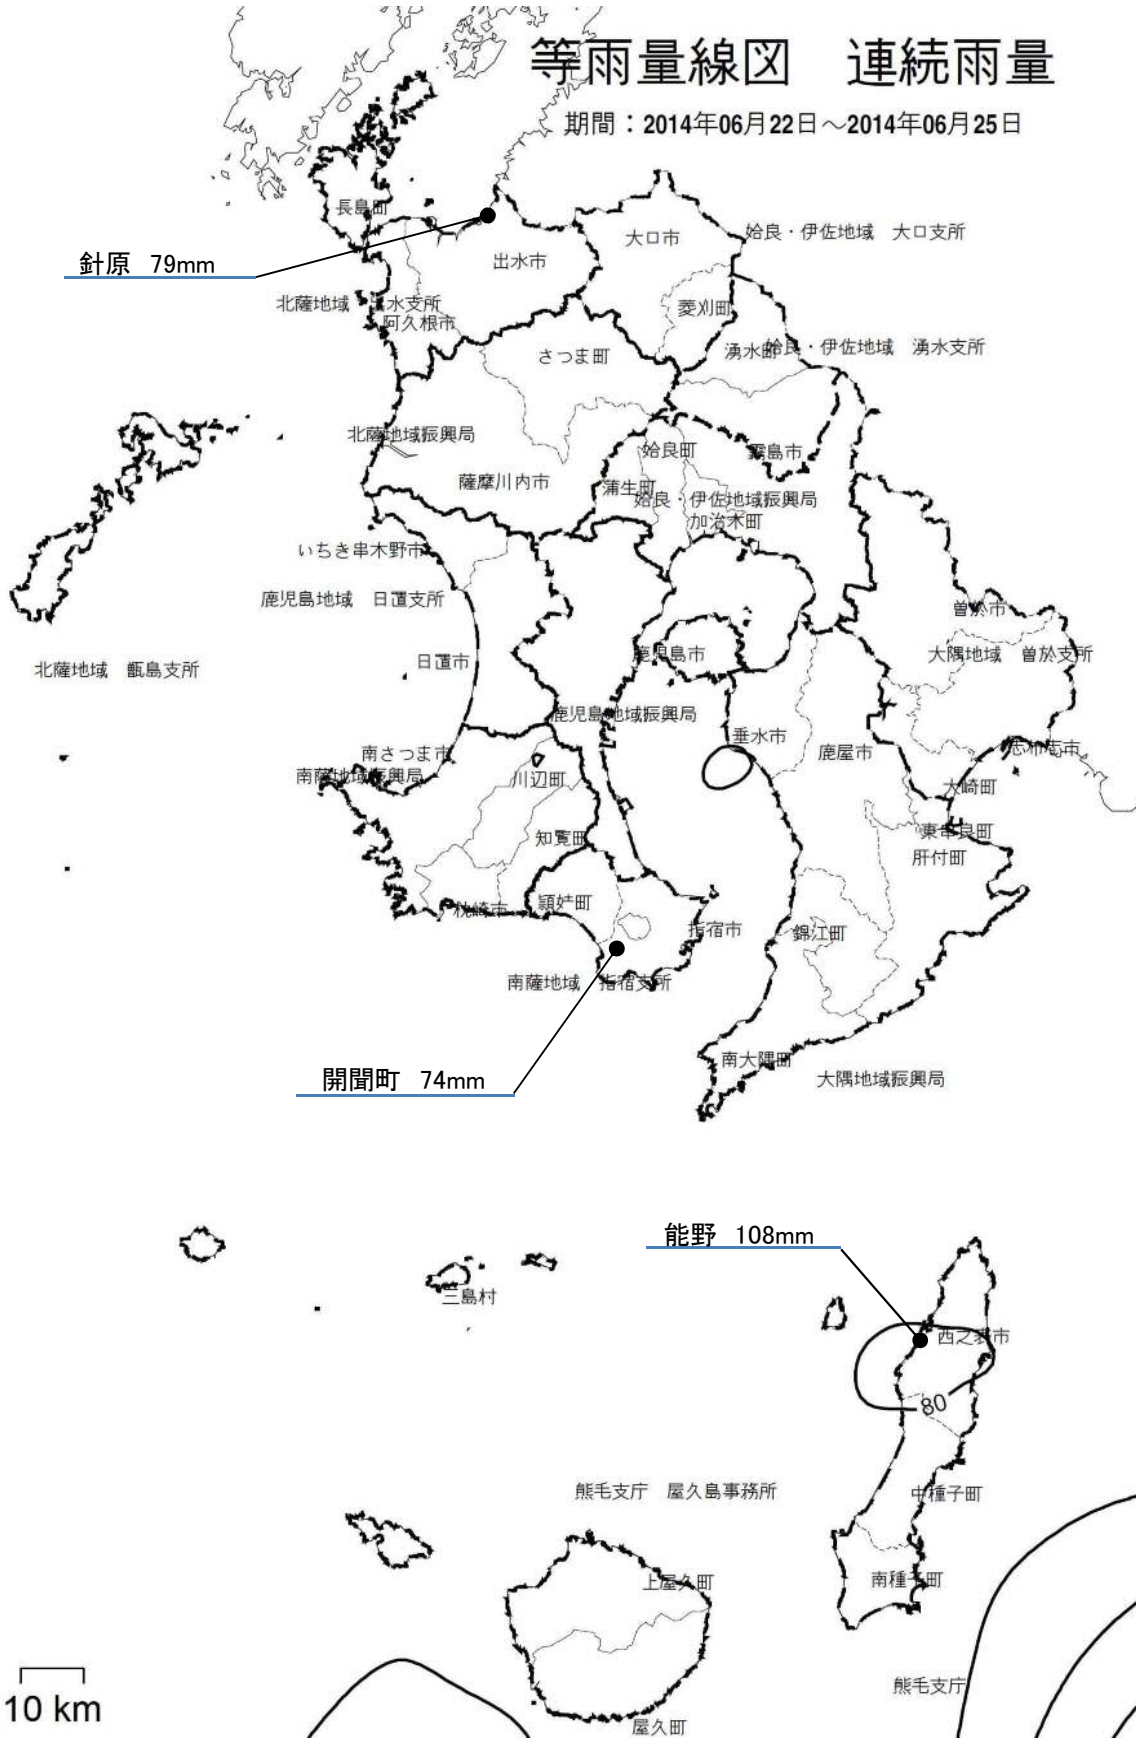 等雨量線図　連続雨量
期間：2014年06月22日～2014年06月25日
長島町
針原　79mm
出水市
大口市
姶良・伊佐地域　大口支所
北薩地域　出水支所
阿久根市
菱刈町
さつま町
湧水町
姶良・伊佐地域　湧水支所
北薩地域振興局
姶良町
霧島市
薩摩川内市
蒲生町
姶良・伊佐地域振興局
加治木町
いちき串木野市
鹿児島地域　日置支所
曽於市
北薩地域　甑島支所
日置市
鹿児島市
大隅地域　曽於支所
鹿児島地域振興局
垂水市
鹿屋市
志布志市
南さつま市
南薩地域振興局
川辺町
大崎町
知覧町
東串良町
肝付町
枕崎市
頴娃町
指宿市
錦江町
南薩地域　指宿支所
開聞町　74mm
南大隅町
大隅地域振興局
能野　108mm
三島村
西之表市
80
熊毛支庁　屋久島事務所
中種子町
上屋久町
南種子町
熊毛支庁
10 km
屋久町